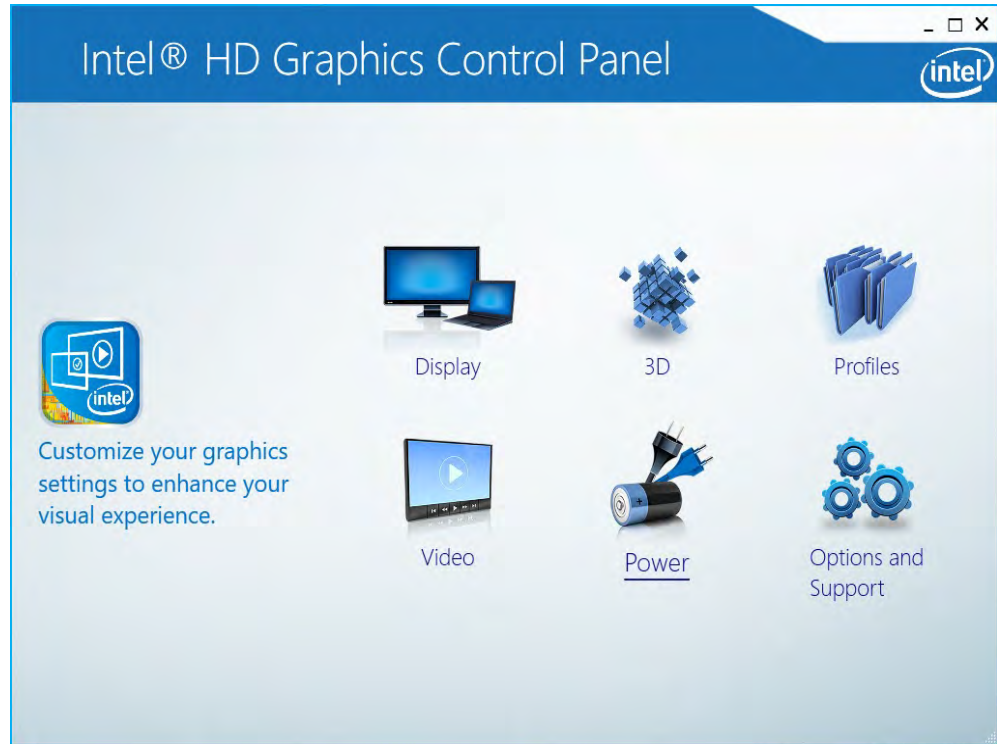 Intel® HD Graphics Control Panel
intel
Display
3D
Profiles
intel
Customize your graphics
settings to enhance your
visual experience.
Video
Power
Options and
Support